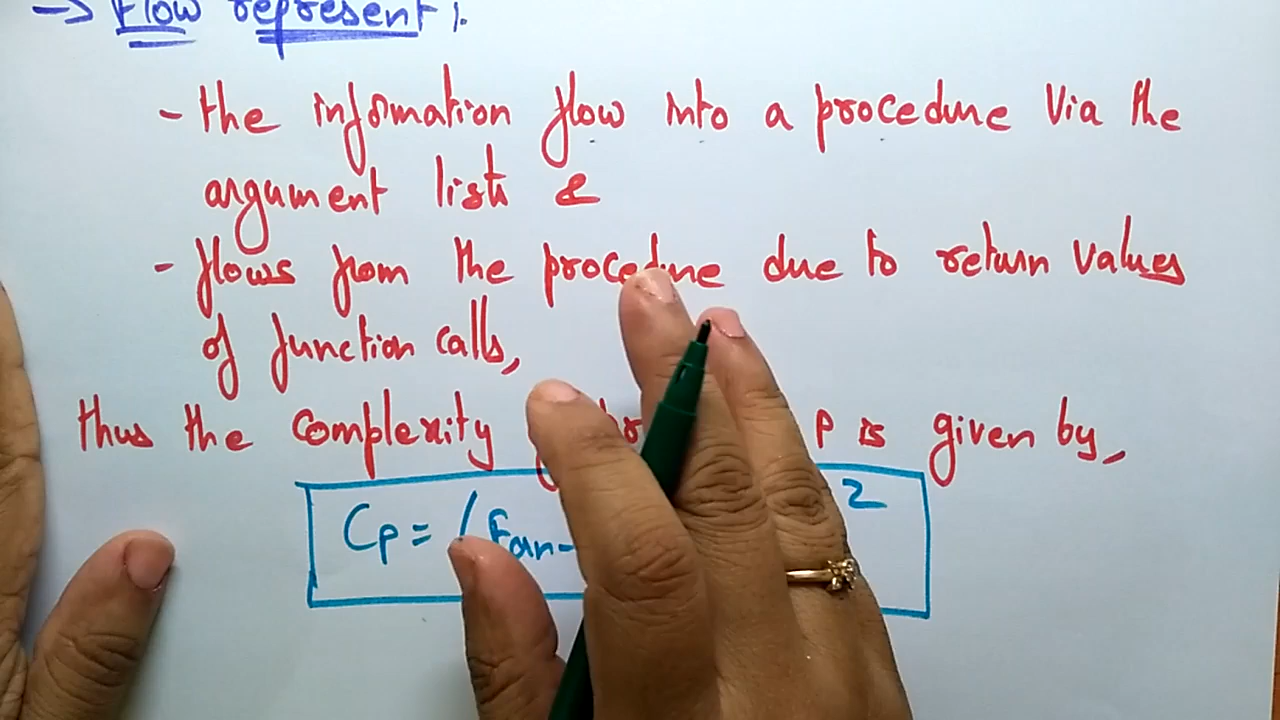 → Flow represent :
- the information flow into a procedure via the
argument lists &
- flows from the procedure due to return values
of function calls,
thus the complexity P is given by,
Cp = ( Fan- 2